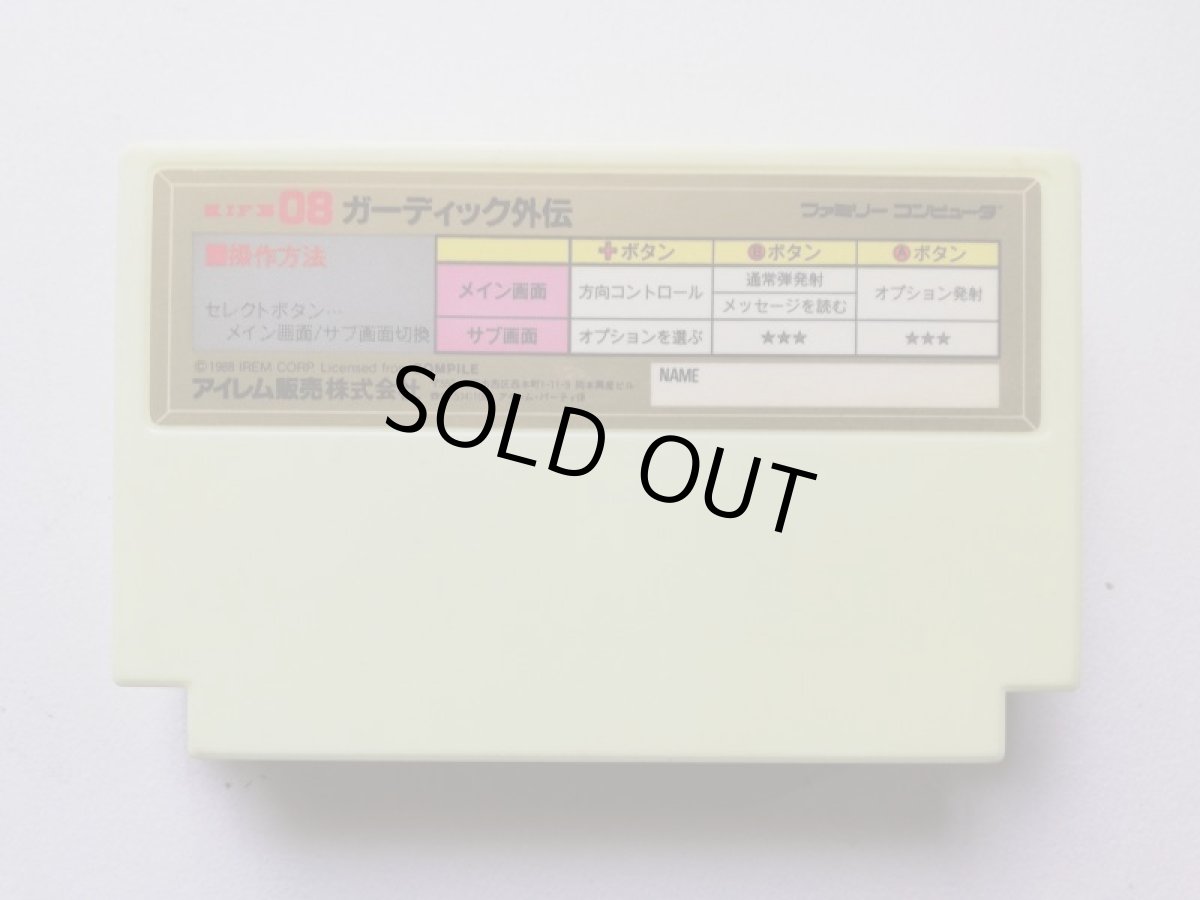 08 ガーディック外伝
ファミリー コンピュータ
■操作方法
セレクトボタン…
メイン画面/サブ画面切換
✚ボタン Ⓑボタン Ⓐボタン
メイン画面 方向コントロール 通常弾発射 オプション発射
メッセージを読む
サブ画面 オプションを選ぶ ★★★ ★★★
©1988 IREM CORP. Licensed from COMPILE
アイレム販売株式会社
NAME
SOLD OUT